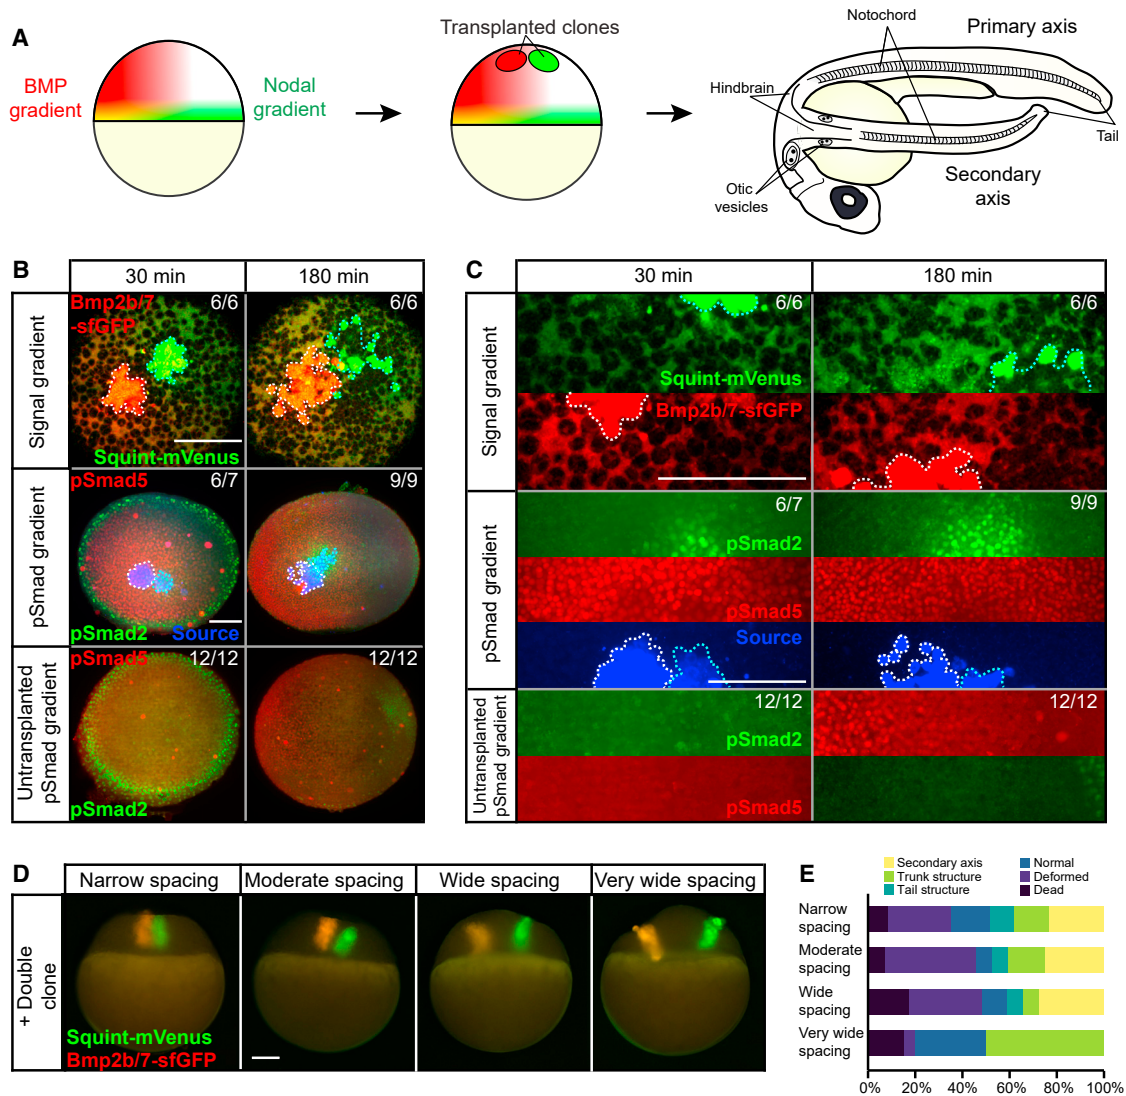 A
BMP
gradient
Nodal
gradient
Transplanted clones
Notochord
Primary axis
Hindbrain
Tail
Otic
vesicles
Secondary
axis
B
30 min
180 min
Signal gradient
Bmp2b/7
-sfGFP
6/6
Squint-mVenus
6/6
pSmad gradient
pSmad5
6/7
pSmad2
Source
9/9
Untransplanted
pSmad gradient
pSmad5
12/12
pSmad2
12/12
C
30 min
180 min
Signal gradient
6/6
Squint-mVenus
6/6
Bmp2b/7-sfGFP
pSmad gradient
6/7
pSmad2
9/9
pSmad5
Source
Untransplanted
pSmad gradient
12/12
pSmad2
12/12
pSmad5
D
Narrow spacing
Moderate spacing
Wide spacing
Very wide spacing
+ Double
clone
Squint-mVenus
Bmp2b/7-sfGFP
E
Secondary axis
Trunk structure
Tail structure
Normal
Deformed
Dead
Narrow
spacing
Moderate
spacing
Wide
spacing
Very wide
spacing
0% 20% 40% 60% 80% 100%